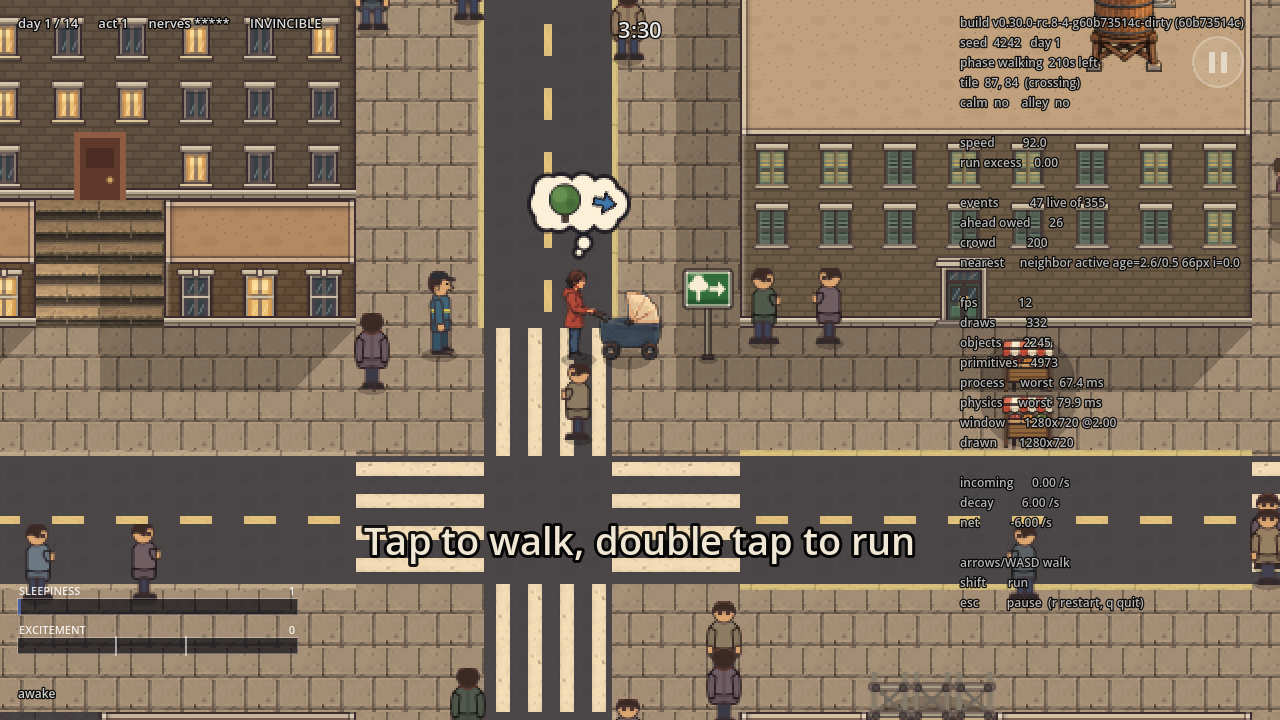 day 1 / 14 act 1 nerves ***** INVINCIBLE
3:30
build v0.30.0-rc.8-4-g60b73514c-dirty (60b73514c)
seed 4242 day 1
phase walking 210s left
tile 87, 84 (crossing)
calm no alley no
speed 92.0
run excess 0.00
events 47 live of 355
ahead owed 26
crowd 200
nearest neighbor active age=2.6/0.5 66px i=0.0
fps 12
draws 332
objects 2245
primitives 4973
process worst 67.4 ms
physics worst 79.9 ms
window 1280x720 @2.00
drawn 1280x720
incoming 0.00 /s
decay 6.00 /s
net -6.00 /s
Tap to walk, double tap to run
arrows/WASD walk
shift run
esc pause (r restart, q quit)
SLEEPINESS 1
EXCITEMENT 0
awake